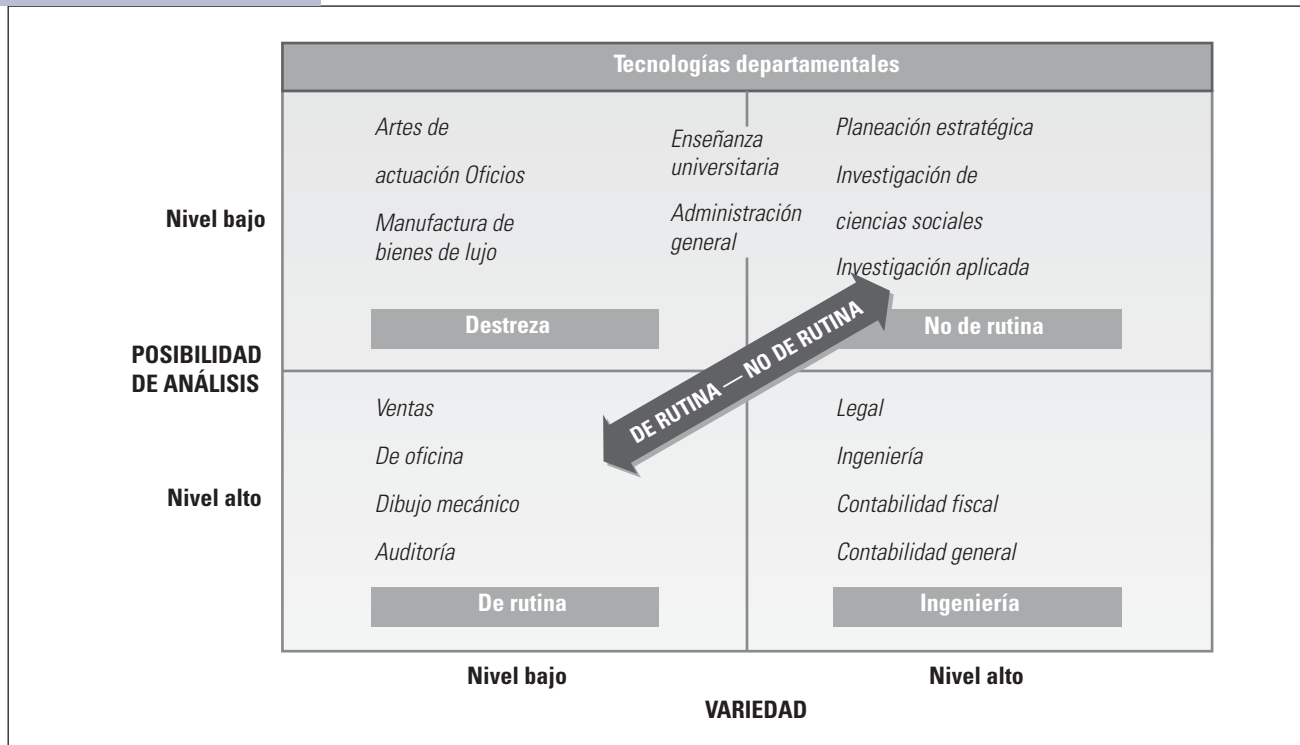 Tecnologías departamentales
Artes de
actuación Oficios
Manufactura de
bienes de lujo
Destreza
Enseñanza
universitaria
Administración
general
Planeación estratégica
Investigación de
ciencias sociales
Investigación aplicada
No de rutina
Nivel bajo
POSIBILIDAD
DE ANÁLISIS
DE RUTINA — NO DE RUTINA
Nivel alto
Ventas
De oficina
Dibujo mecánico
Auditoría
De rutina
Legal
Ingeniería
Contabilidad fiscal
Contabilidad general
Ingeniería
Nivel bajo
Nivel alto
VARIEDAD